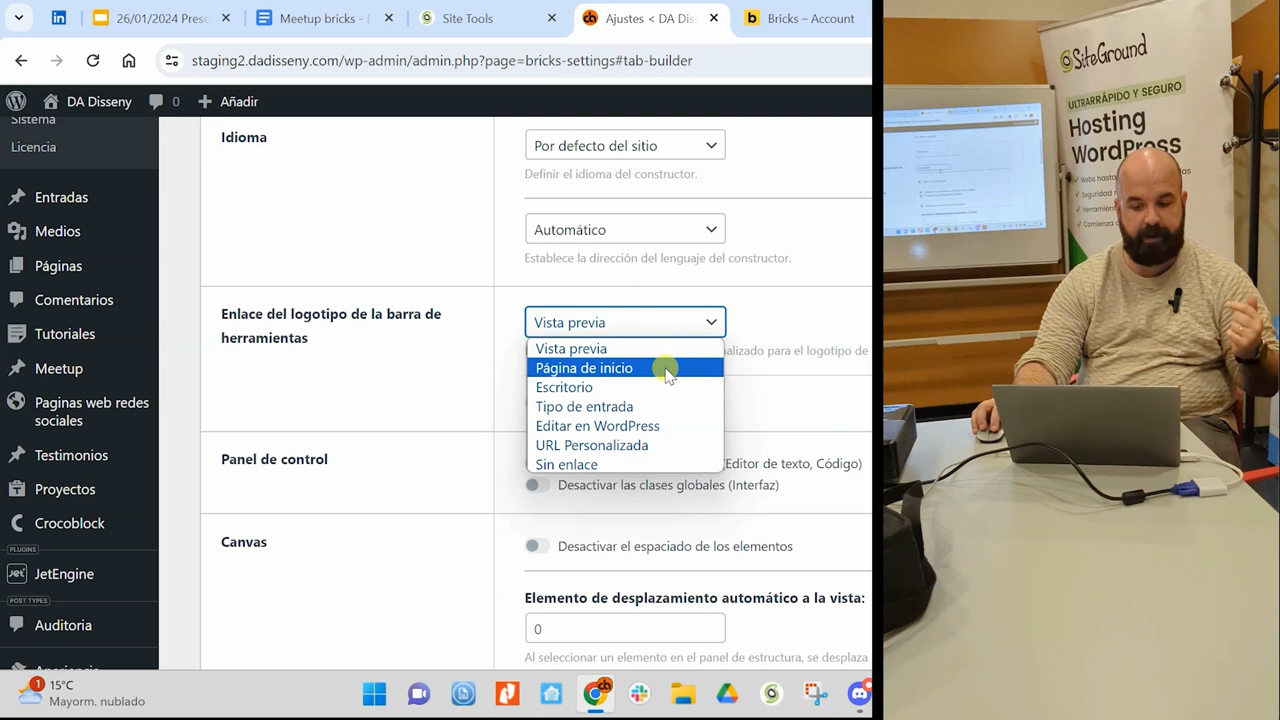 26/01/2024 Prese
Meetup bricks - D
Site Tools
Ajustes < DA Diss
Bricks – Account
staging2.dadisseny.com/wp-admin/admin.php?page=bricks-settings#tab-builder
DA Disseny
0
Añadir
Sistema
Licencia
Entradas
Medios
Páginas
Comentarios
Tutoriales
Meetup
Paginas web redes
sociales
Testimonios
Proyectos
Crocoblock
PLUGINS
JetEngine
POST TYPES
Auditoria
Idioma
Por defecto del sitio
Definir el idioma del constructor.
Automático
Establece la dirección del lenguaje del constructor.
Enlace del logotipo de la barra de
herramientas
Vista previa
Vista previa
alizado para el logotipo de
Página de inicio
Escritorio
Tipo de entrada
Editar en WordPress
URL Personalizada
Sin enlace
Panel de control
(Editor de texto, Código)
Desactivar las clases globales (Interfaz)
Canvas
Desactivar el espaciado de los elementos
Elemento de desplazamiento automático a la vista:
0
Al seleccionar un elemento en el panel de estructura, se desplaza
1
15°C
Mayorm. nublado
SiteGround
ULTRARRÁPIDO Y SEGURO
Hosting
WordPress